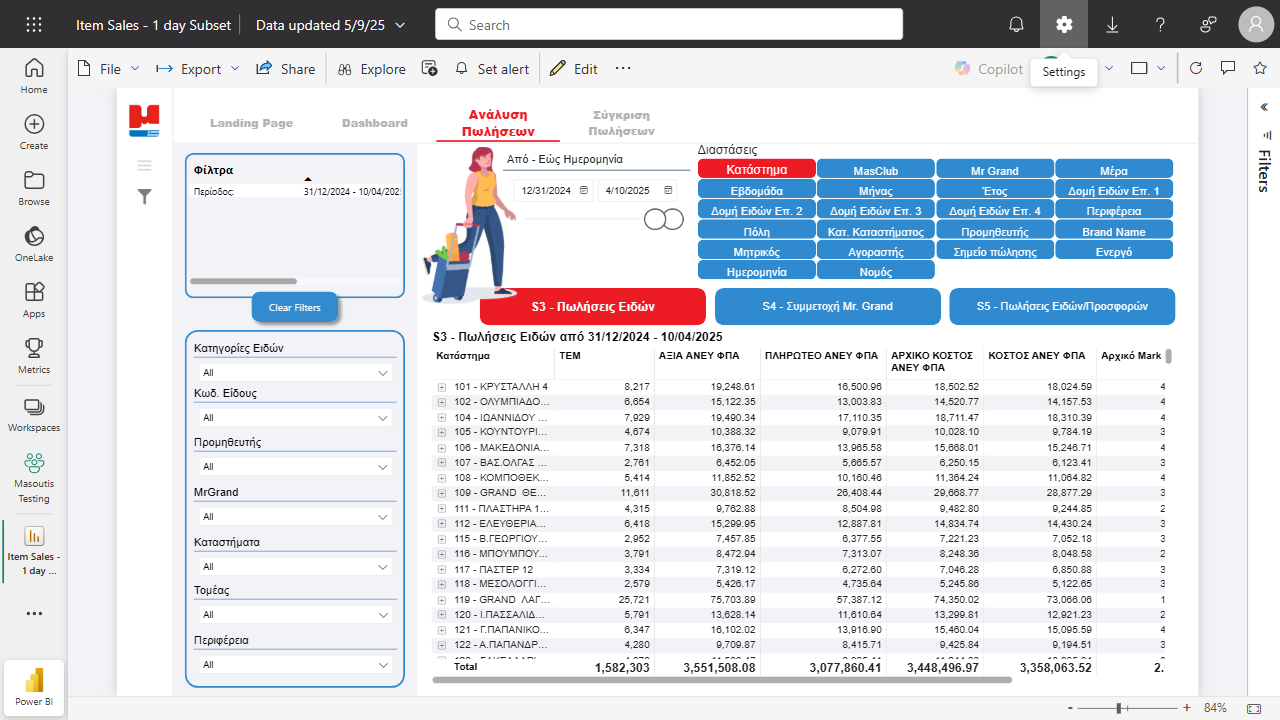 Item Sales - 1 day Subset
Data updated 5/9/25
Search
Settings
File
Export
Share
Explore
Set alert
Edit
Copilot
Home
Create
Browse
OneLake
Apps
Metrics
Workspaces
Masoutis
Testing
Item Sales -
1 day ...
Power BI
Filters
Landing Page
Dashboard
Ανάλυση
Πωλήσεων
Σύγκριση
Πωλήσεων
Φίλτρα
Περίοδος:
31/12/2024 - 10/04/202
Clear Filters
Κατηγορίες Ειδών
All
Κωδ. Είδους
All
Προμηθευτής
All
MrGrand
All
Καταστήματα
All
Τομέας
All
Περιφέρεια
All
Από - Εώς Ημερομηνία
12/31/2024
4/10/2025
Διαστάσεις
Κατάστημα
MasClub
Mr Grand
Μέρα
Εβδομάδα
Μήνας
Έτος
Δομή Ειδών Επ. 1
Δομή Ειδών Επ. 2
Δομή Ειδών Επ. 3
Δομή Ειδών Επ. 4
Περιφέρεια
Πόλη
Κατ. Καταστήματος
Προμηθευτής
Brand Name
Μητρικός
Αγοραστής
Σημείο πώλησης
Ενεργό
Ημερομηνία
Νομός
S3 - Πωλήσεις Ειδών
S4 - Συμμετοχή Mr. Grand
S5 - Πωλήσεις Ειδών/Προσφορών
S3 - Πωλήσεις Ειδών από 31/12/2024 - 10/04/2025
Κατάστημα ΤΕΜ ΑΞΙΑ ΑΝΕΥ ΦΠΑ ΠΛΗΡΩΤΕΟ ΑΝΕΥ ΦΠΑ ΑΡΧΙΚΟ ΚΟΣΤΟΣ ΚΟΣΤΟΣ ΑΝΕΥ ΦΠΑ Αρχικό Mark
ΑΝΕΥ ΦΠΑ
101 - ΚΡΥΣΤΑΛΛΗ 4 8,217 19,248.61 16,500.96 18,502.52 18,024.59 4
102 - ΟΛΥΜΠΙΑΔΟ... 6,654 15,122.35 13,003.83 14,520.77 14,157.53 4
104 - ΙΩΑΝΝΙΔΟΥ ... 7,929 19,490.34 17,110.35 18,711.47 18,310.39 4
105 - ΚΟΥΝΤΟΥΡΙ... 4,674 10,388.32 9,079.91 10,028.10 9,784.19 3
106 - ΜΑΚΕΔΟΝΙΑ... 7,318 16,376.14 13,965.58 15,668.01 15,246.71 4
107 - ΒΑΣ.ΟΛΓΑΣ ... 2,761 6,452.05 5,665.57 6,250.15 6,123.41 3
108 - ΚΟΜΠΟΘΕΚ... 5,414 11,852.52 10,160.46 11,364.24 11,064.82 4
109 - GRAND ΘΕ... 11,611 30,818.52 26,408.44 29,668.77 28,877.29 3
111 - ΠΛΑΣΤΗΡΑ 1... 4,315 9,762.88 8,504.98 9,482.80 9,244.85 2
112 - ΕΛΕΥΘΕΡΙΑ... 6,418 15,299.95 12,887.81 14,834.74 14,430.24 3
115 - Β.ΓΕΩΡΓΙΟΥ... 2,952 7,457.85 6,377.55 7,221.23 7,052.18 3
116 - ΜΠΟΥΜΠΟΥ... 3,791 8,472.94 7,313.07 8,248.36 8,048.58 2
117 - ΠΑΣΤΕΡ 12 3,334 7,319.12 6,272.60 7,046.28 6,850.88 3
118 - ΜΕΣΟΛΟΓΓΙ... 2,579 5,426.17 4,735.64 5,245.86 5,122.65 3
119 - GRAND ΛΑΓ... 25,721 75,703.89 57,387.12 74,350.02 73,066.06 1
120 - Ι.ΠΑΣΣΑΛΙΔ... 5,791 13,628.14 11,610.64 13,299.81 12,921.23 2
121 - Γ.ΠΑΠΑΝΙΚΟ... 6,347 16,102.02 13,916.90 15,460.04 15,095.59 4
122 - Α.ΠΑΠΑΝΔΡ... 4,280 9,709.87 8,415.71 9,425.84 9,194.51 3
Total 1,582,303 3,551,508.08 3,077,860.41 3,448,496.97 3,358,063.52 2.
84%